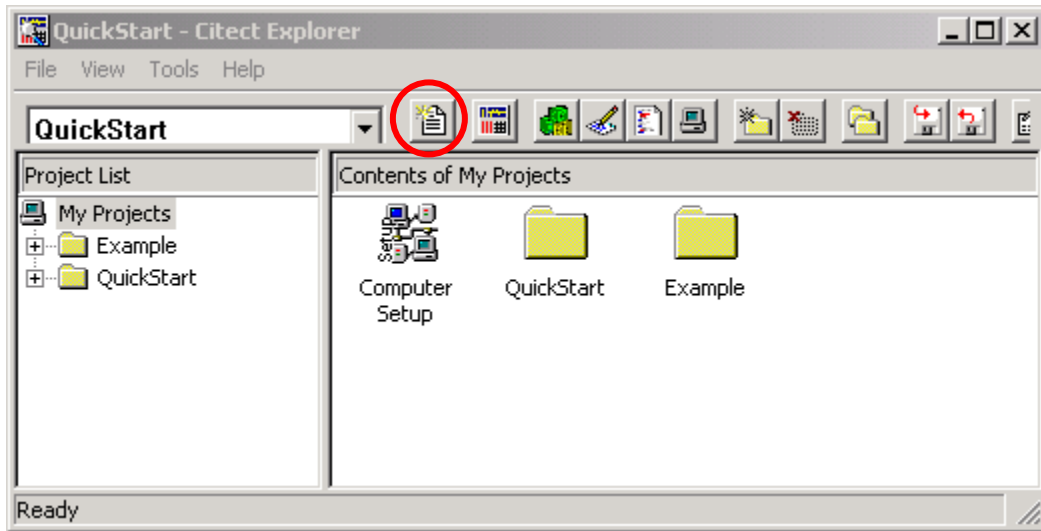 QuickStart - Citect Explorer
File View Tools Help
QuickStart
Project List
Contents of My Projects
My Projects
Example
QuickStart
Computer
Setup
QuickStart
Example
Ready